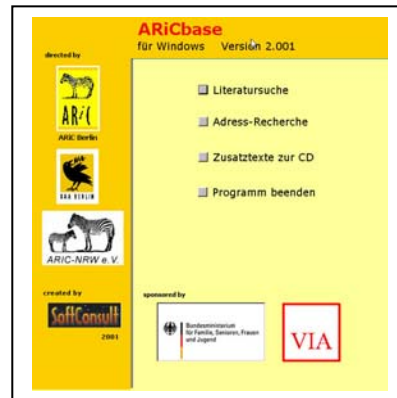 ARiCbase
für Windows Version 2.001
directed by
ARiC
ARIC Berlin
Literatursuche
Adress-Recherche
Zusatztexte zur CD
Programm beenden
BERLIN
ARIC-NRW e.V.
created by
SoftConsult
2001
sponsored by
Bundesministerium
für Familie, Senioren, Frauen
und Jugend
VIA